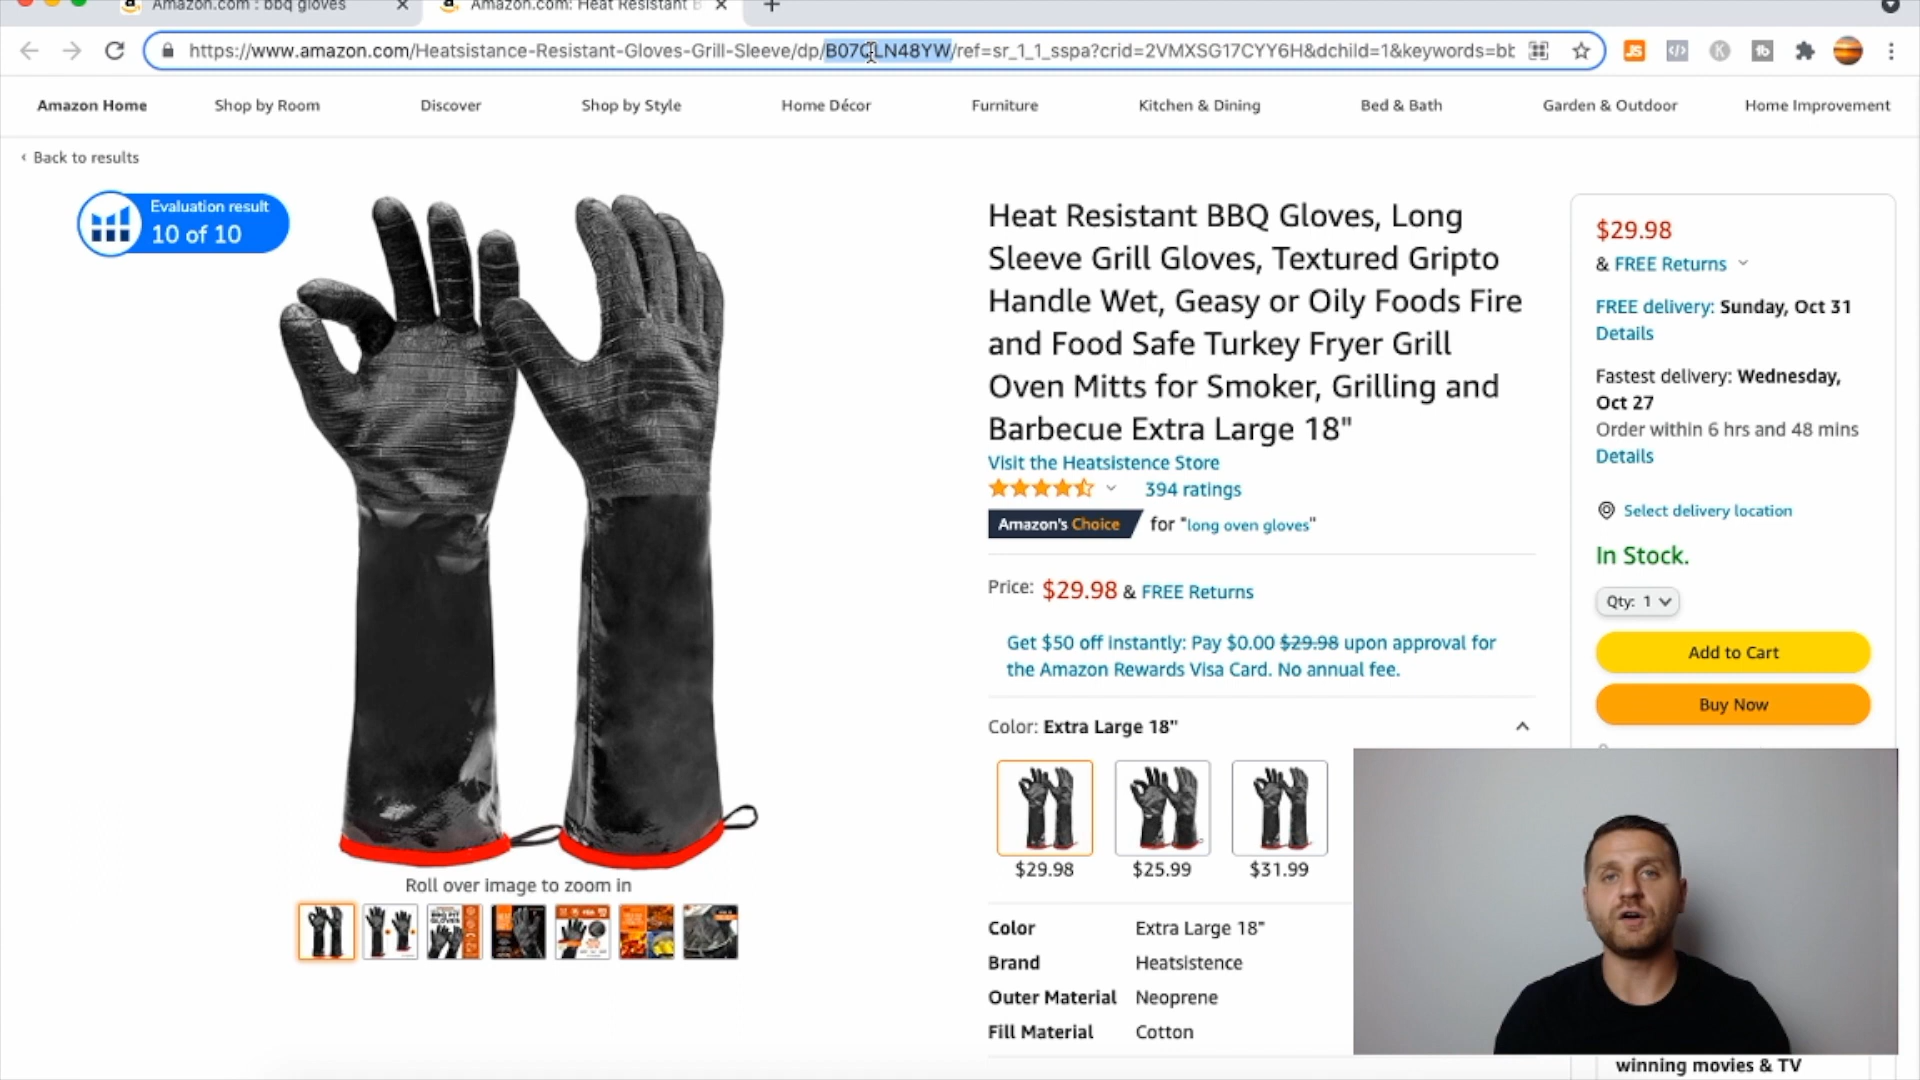 Amazon.com : bbq gloves
Amazon.com: Heat Resistant B
https://www.amazon.com/Heatsistance-Resistant-Gloves-Grill-Sleeve/dp/B07QLN48YW/ref=sr_1_1_sspa?crid=2VMXSG17CYY6H&dchild=1&keywords=bb
Amazon Home
Shop by Room
Discover
Shop by Style
Home Décor
Furniture
Kitchen & Dining
Bed & Bath
Garden & Outdoor
Home Improvement
‹ Back to results
Evaluation result
10 of 10
Roll over image to zoom in
Heat Resistant BBQ Gloves, Long
Sleeve Grill Gloves, Textured Gripto
Handle Wet, Geasy or Oily Foods Fire
and Food Safe Turkey Fryer Grill
Oven Mitts for Smoker, Grilling and
Barbecue Extra Large 18"
Visit the Heatsistence Store
394 ratings
Amazon's Choice for "long oven gloves"
Price: $29.98 & FREE Returns
Get $50 off instantly: Pay $0.00 $29.98 upon approval for
the Amazon Rewards Visa Card. No annual fee.
Color: Extra Large 18"
$29.98
$25.99
$31.99
Color Extra Large 18"
Brand Heatsistence
Outer Material Neoprene
Fill Material Cotton
$29.98
& FREE Returns
FREE delivery: Sunday, Oct 31
Details
Fastest delivery: Wednesday,
Oct 27
Order within 6 hrs and 48 mins
Details
Select delivery location
In Stock.
Qty: 1
Add to Cart
Buy Now
winning movies & TV